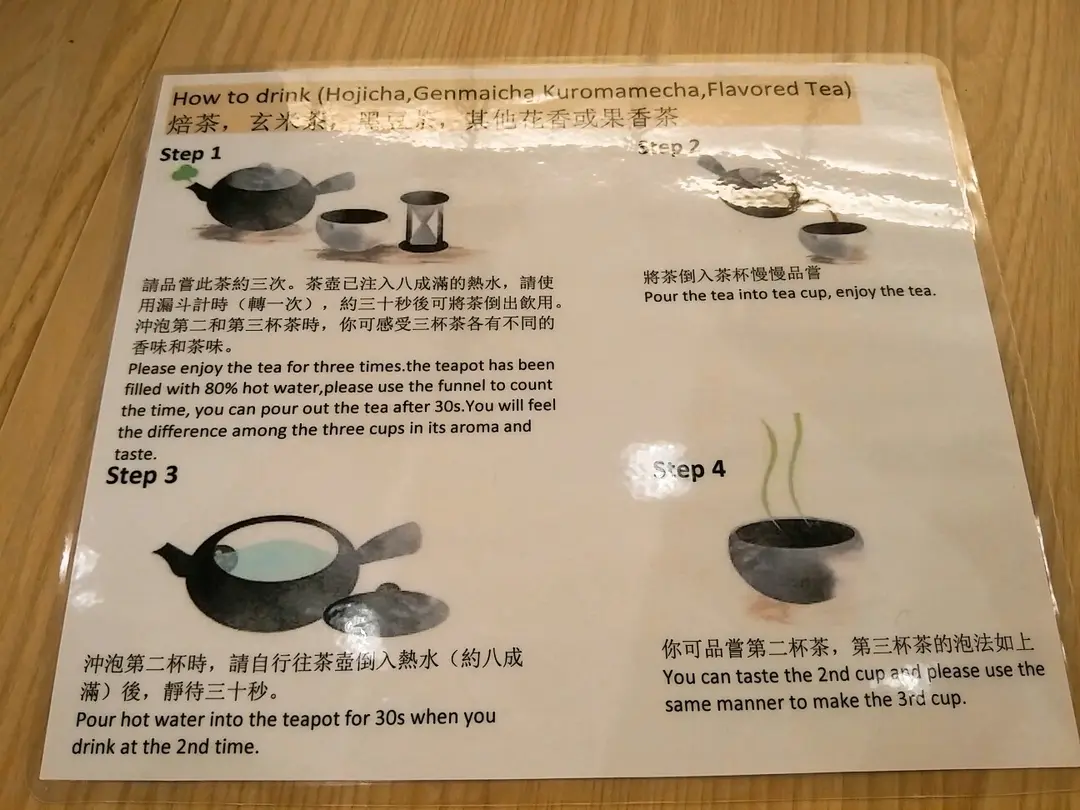 How to drink (Hojicha,Genmaicha Kuromamecha,Flavored Tea)
焙茶，玄米茶，黑豆茶，其他花香或果香茶
Step 1
請品嘗此茶約三次。茶壺已注入八成滿的熱水，請使
用漏斗計時（轉一次），約三十秒後可將茶倒出飲用。
沖泡第二和第三杯茶時，你可感受三杯茶各有不同的
香味和茶味。
Please enjoy the tea for three times.the teapot has been
filled with 80% hot water,please use the funnel to count
the time, you can pour out the tea after 30s.You will feel
the difference among the three cups in its aroma and
taste.
Step 2
將茶倒入茶杯慢慢品嘗
Pour the tea into tea cup, enjoy the tea.
Step 3
沖泡第二杯時，請自行往茶壺倒入熱水（約八成
滿）後，靜待三十秒。
Pour hot water into the teapot for 30s when you
drink at the 2nd time.
Step 4
你可品嘗第二杯茶，第三杯茶的泡法如上
You can taste the 2nd cup and please use the
same manner to make the 3rd cup.